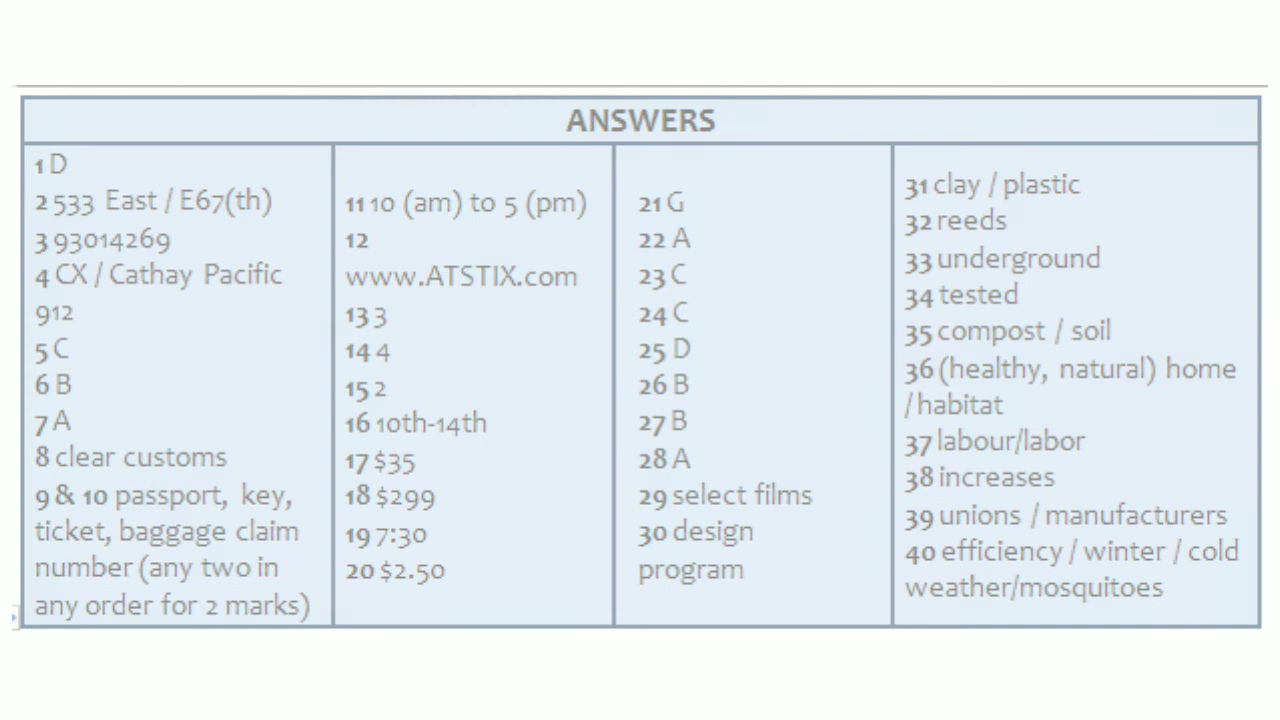 ANSWERS
1 D
2 533 East / E67(th)
3 93014269
4 CX / Cathay Pacific
912
5 C
6 B
7 A
8 clear customs
9 & 10 passport, key,
ticket, baggage claim
number (any two in
any order for 2 marks)
11 10 (am) to 5 (pm)
12
www.ATSTIX.com
13 3
14 4
15 2
16 10th-14th
17 $35
18 $299
19 7:30
20 $2.50
21 G
22 A
23 C
24 C
25 D
26 B
27 B
28 A
29 select films
30 design
program
31 clay / plastic
32 reeds
33 underground
34 tested
35 compost / soil
36 (healthy, natural) home
/ habitat
37 labour/labor
38 increases
39 unions / manufacturers
40 efficiency / winter / cold
weather/mosquitoes